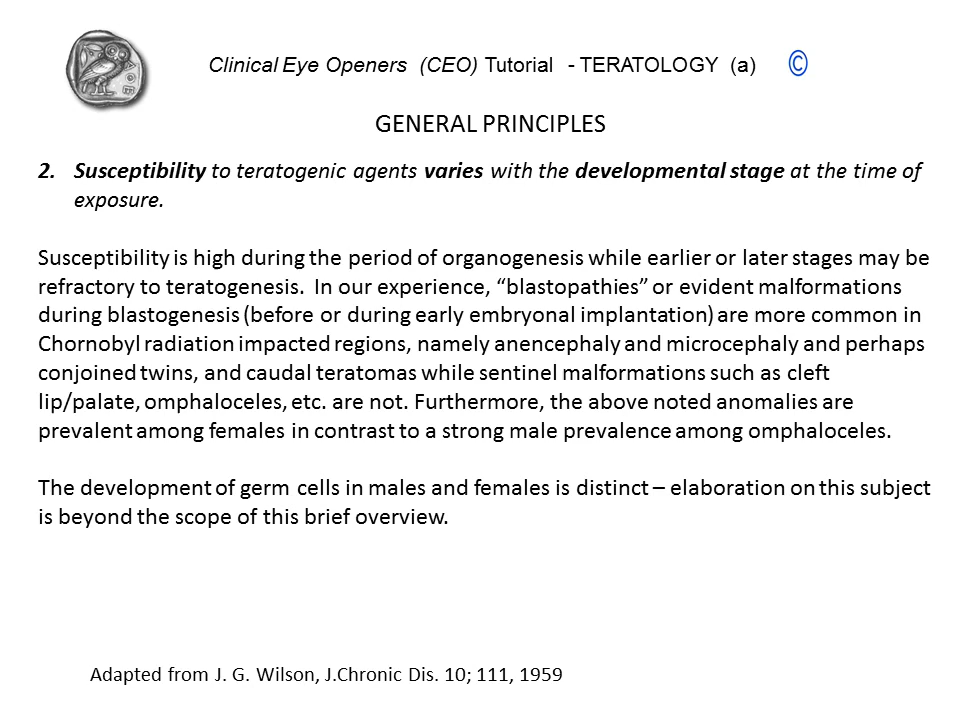 Clinical Eye Openers (CEO) Tutorial - TERATOLOGY (a) ©
GENERAL PRINCIPLES
2. Susceptibility to teratogenic agents varies with the developmental stage at the time of
exposure.
Susceptibility is high during the period of organogenesis while earlier or later stages may be
refractory to teratogenesis. In our experience, “blastopathies” or evident malformations
during blastogenesis (before or during early embryonal implantation) are more common in
Chornobyl radiation impacted regions, namely anencephaly and microcephaly and perhaps
conjoined twins, and caudal teratomas while sentinel malformations such as cleft
lip/palate, omphaloceles, etc. are not. Furthermore, the above noted anomalies are
prevalent among females in contrast to a strong male prevalence among omphaloceles.
The development of germ cells in males and females is distinct – elaboration on this subject
is beyond the scope of this brief overview.
Adapted from J. G. Wilson, J.Chronic Dis. 10; 111, 1959